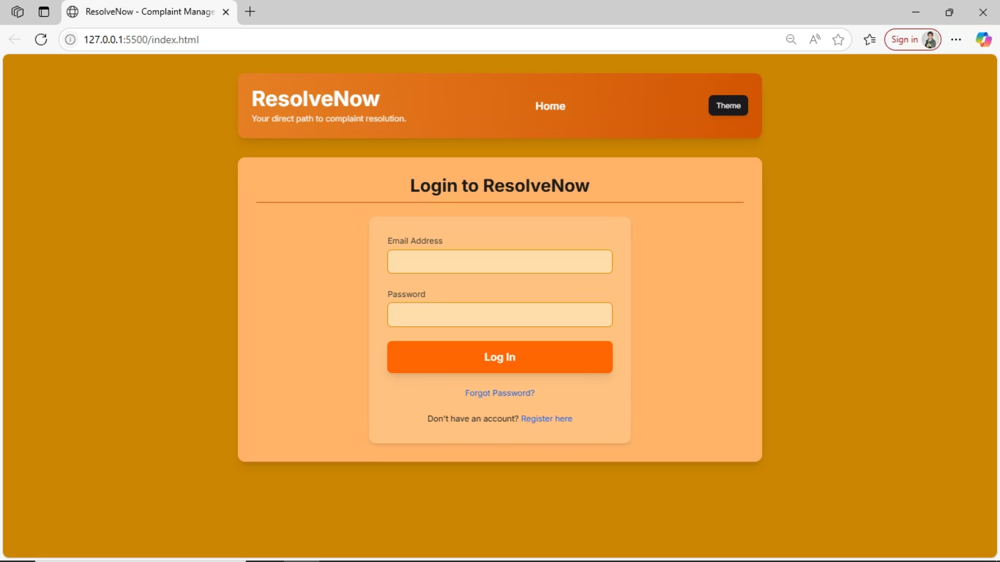 ResolveNow - Complaint Manage
127.0.0.1:5500/index.html
A
Sign in
ResolveNow
Your direct path to complaint resolution.
Home
Theme
Login to ResolveNow
Email Address
Password
Log In
Forgot Password?
Don't have an account? Register here